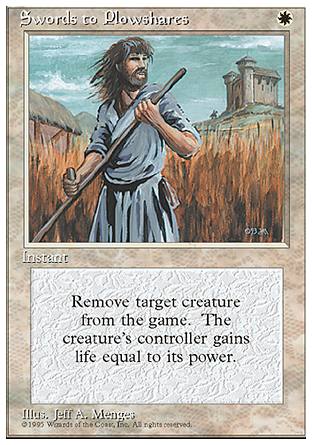 Swords to Plowshares
Instant
Remove target creature
from the game. The
creature's controller gains
life equal to its power.
Illus. Jeff A. Menges
©1995 Wizards of the Coast, Inc. All rights reserved.